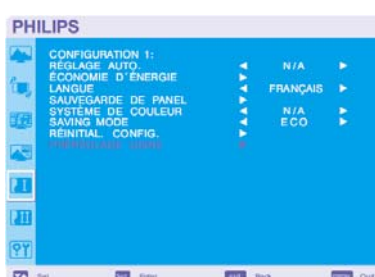 PHILIPS
CONFIGURATION 1:
RÉGLAGE AUTO. N/A
ÉCONOMIE D'ÉNERGIE
LANGUE FRANÇAIS
SAUVEGARDE DE PANEL
SYSTÈME DE COULEUR N/A
SAVING MODE ECO
RÉINITIAL. CONFIG.
I
II